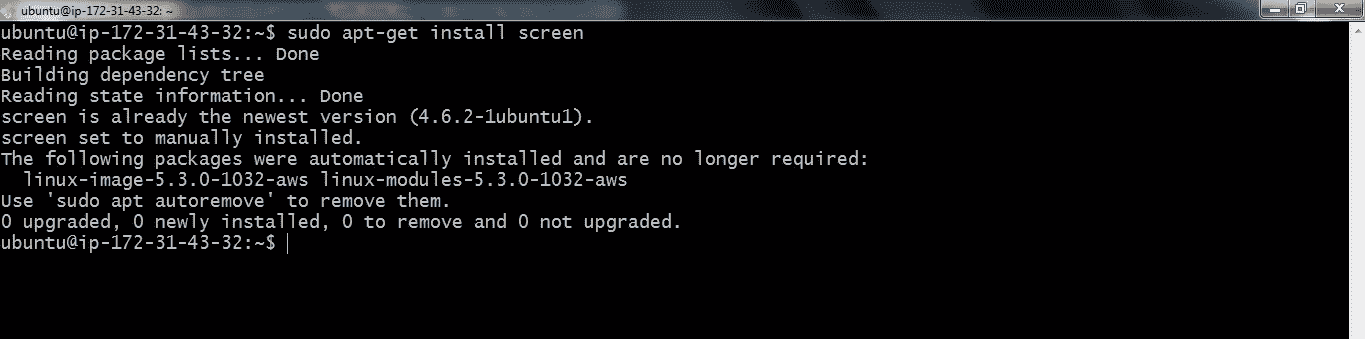 ubuntu@ip-172-31-43-32: ~
ubuntu@ip-172-31-43-32:~$ sudo apt-get install screen
Reading package lists... Done
Building dependency tree
Reading state information... Done
screen is already the newest version (4.6.2-1ubuntu1).
screen set to manually installed.
The following packages were automatically installed and are no longer required:
  linux-image-5.3.0-1032-aws linux-modules-5.3.0-1032-aws
Use 'sudo apt autoremove' to remove them.
0 upgraded, 0 newly installed, 0 to remove and 0 not upgraded.
ubuntu@ip-172-31-43-32:~$